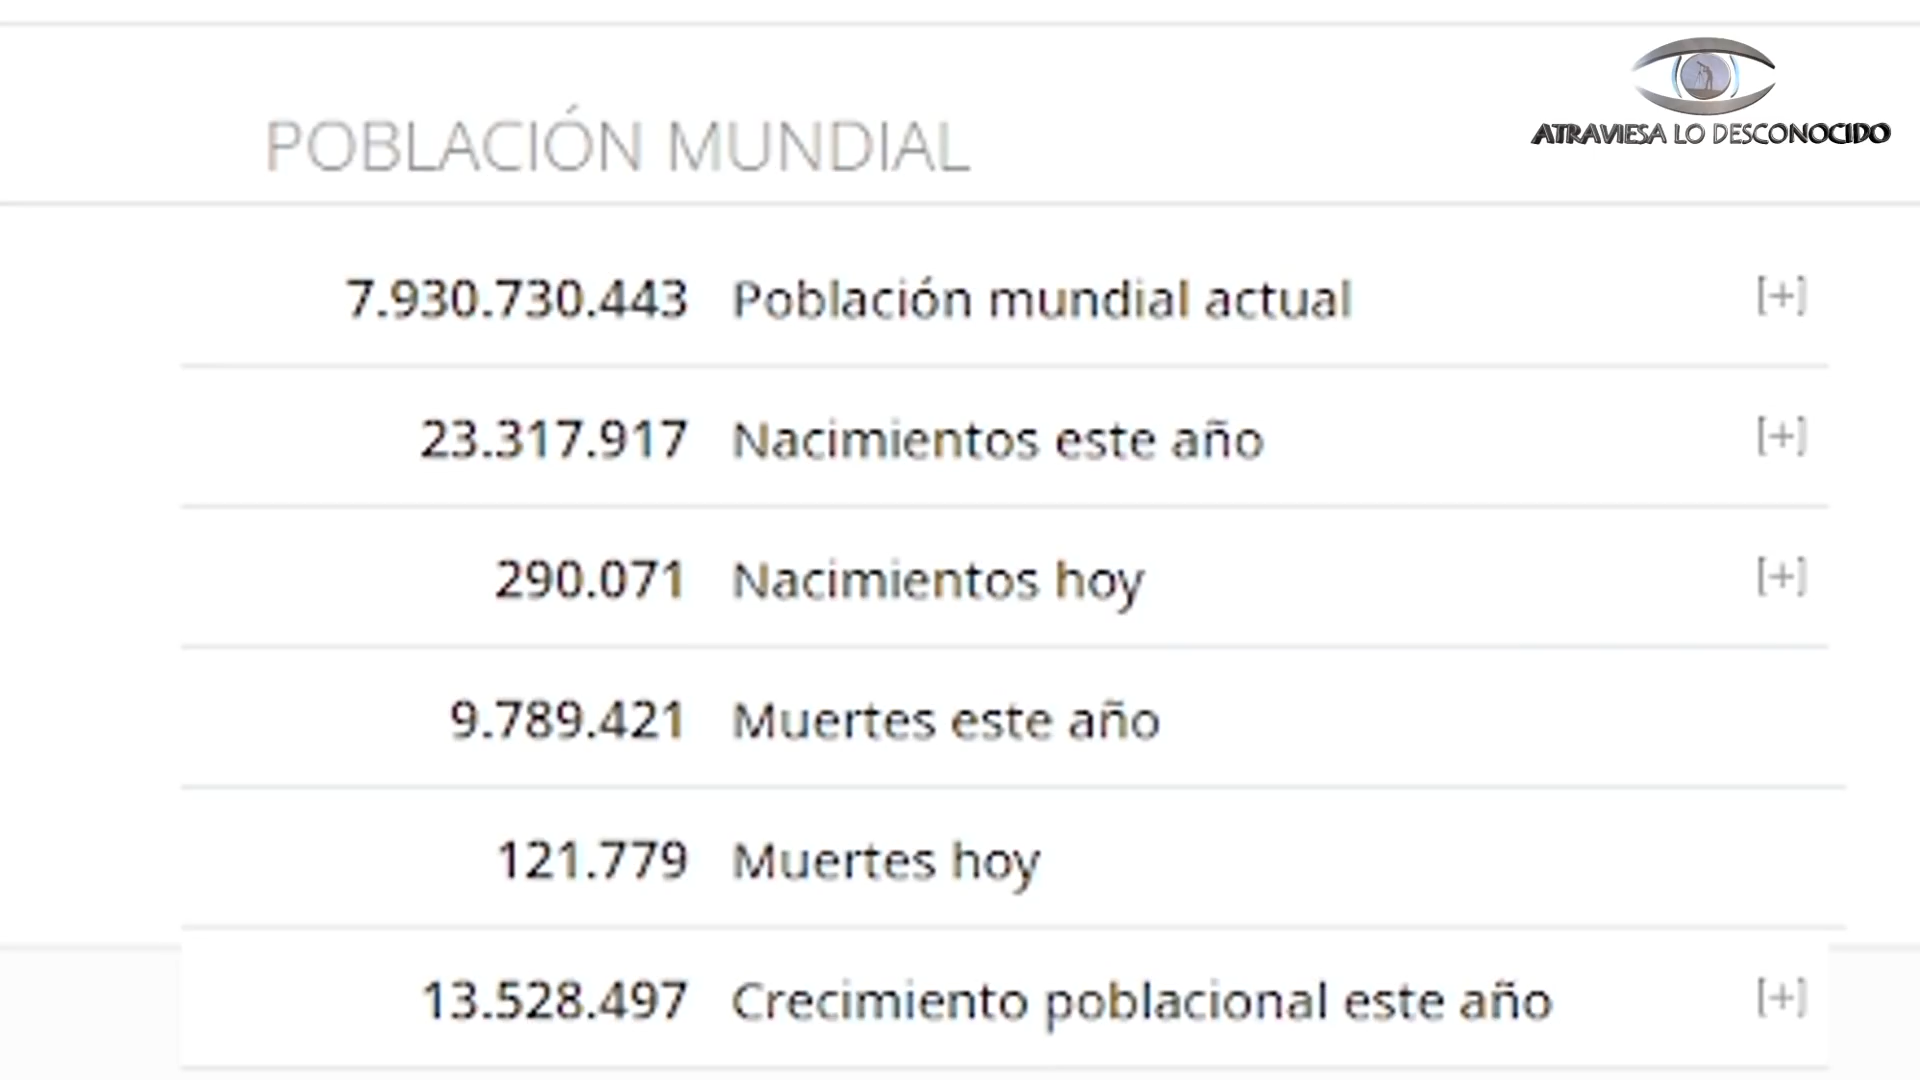 ATRAVIESA LO DESCONOCIDO
POBLACIÓN MUNDIAL
7.930.730.443 Población mundial actual [+]
23.317.917 Nacimientos este año [+]
290.071 Nacimientos hoy [+]
9.789.421 Muertes este año
121.779 Muertes hoy
13.528.497 Crecimiento poblacional este año [+]